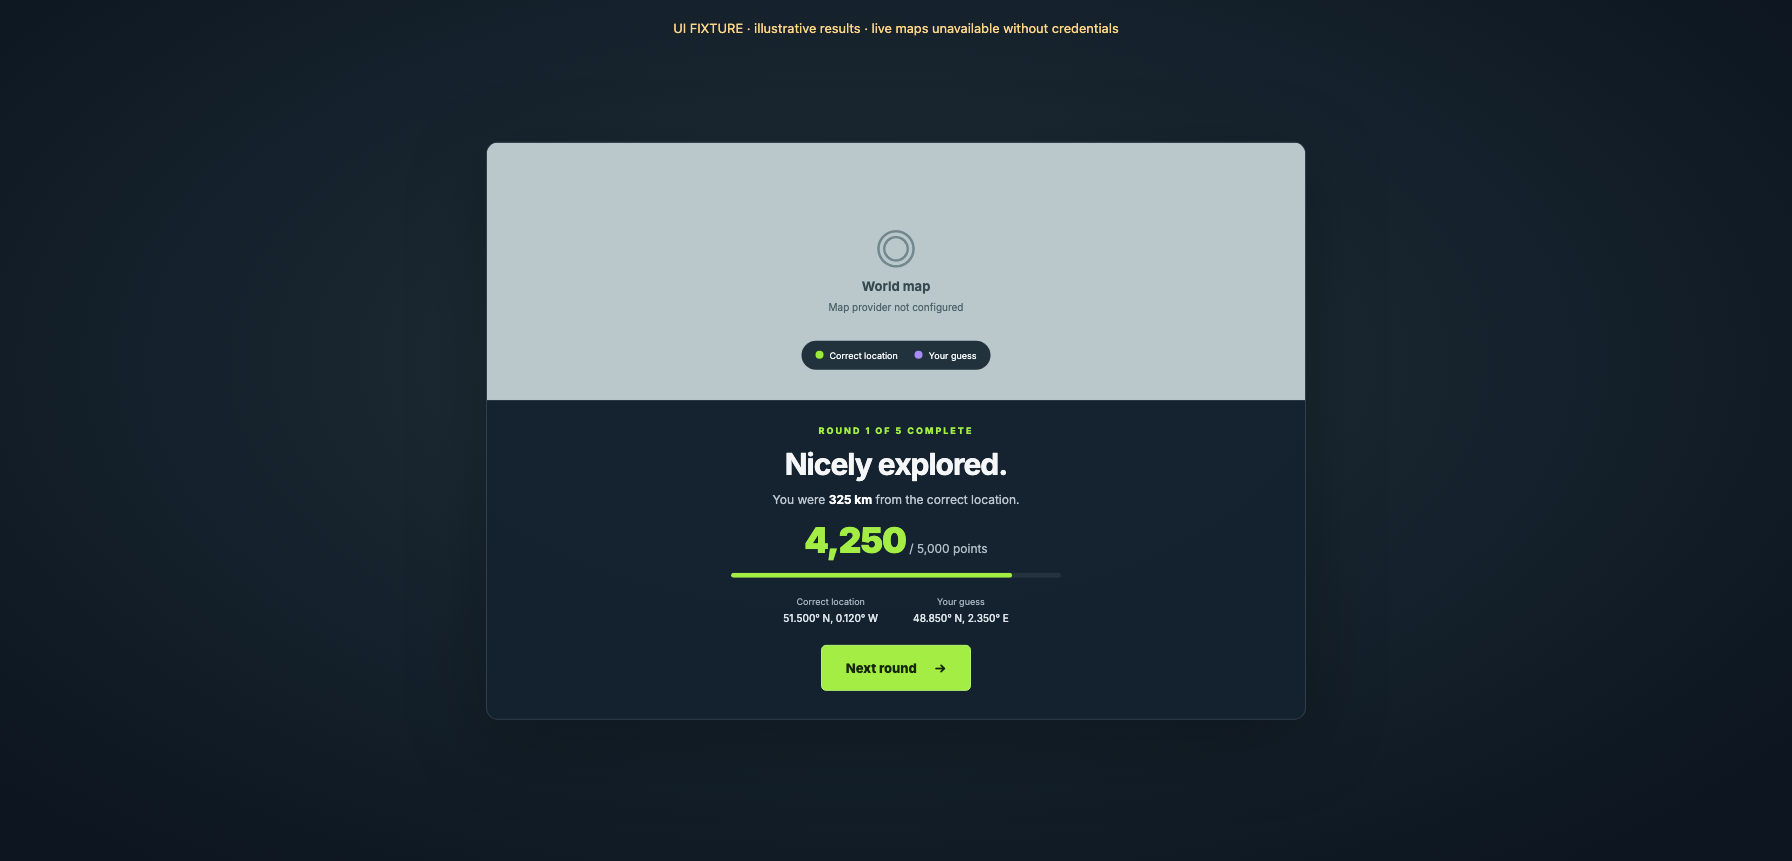 UI FIXTURE · illustrative results · live maps unavailable without credentials
World map
Map provider not configured
Correct location Your guess
ROUND 1 OF 5 COMPLETE
Nicely explored.
You were 325 km from the correct location.
4,250 / 5,000 points
Correct location Your guess
51.500° N, 0.120° W 48.850° N, 2.350° E
Next round →